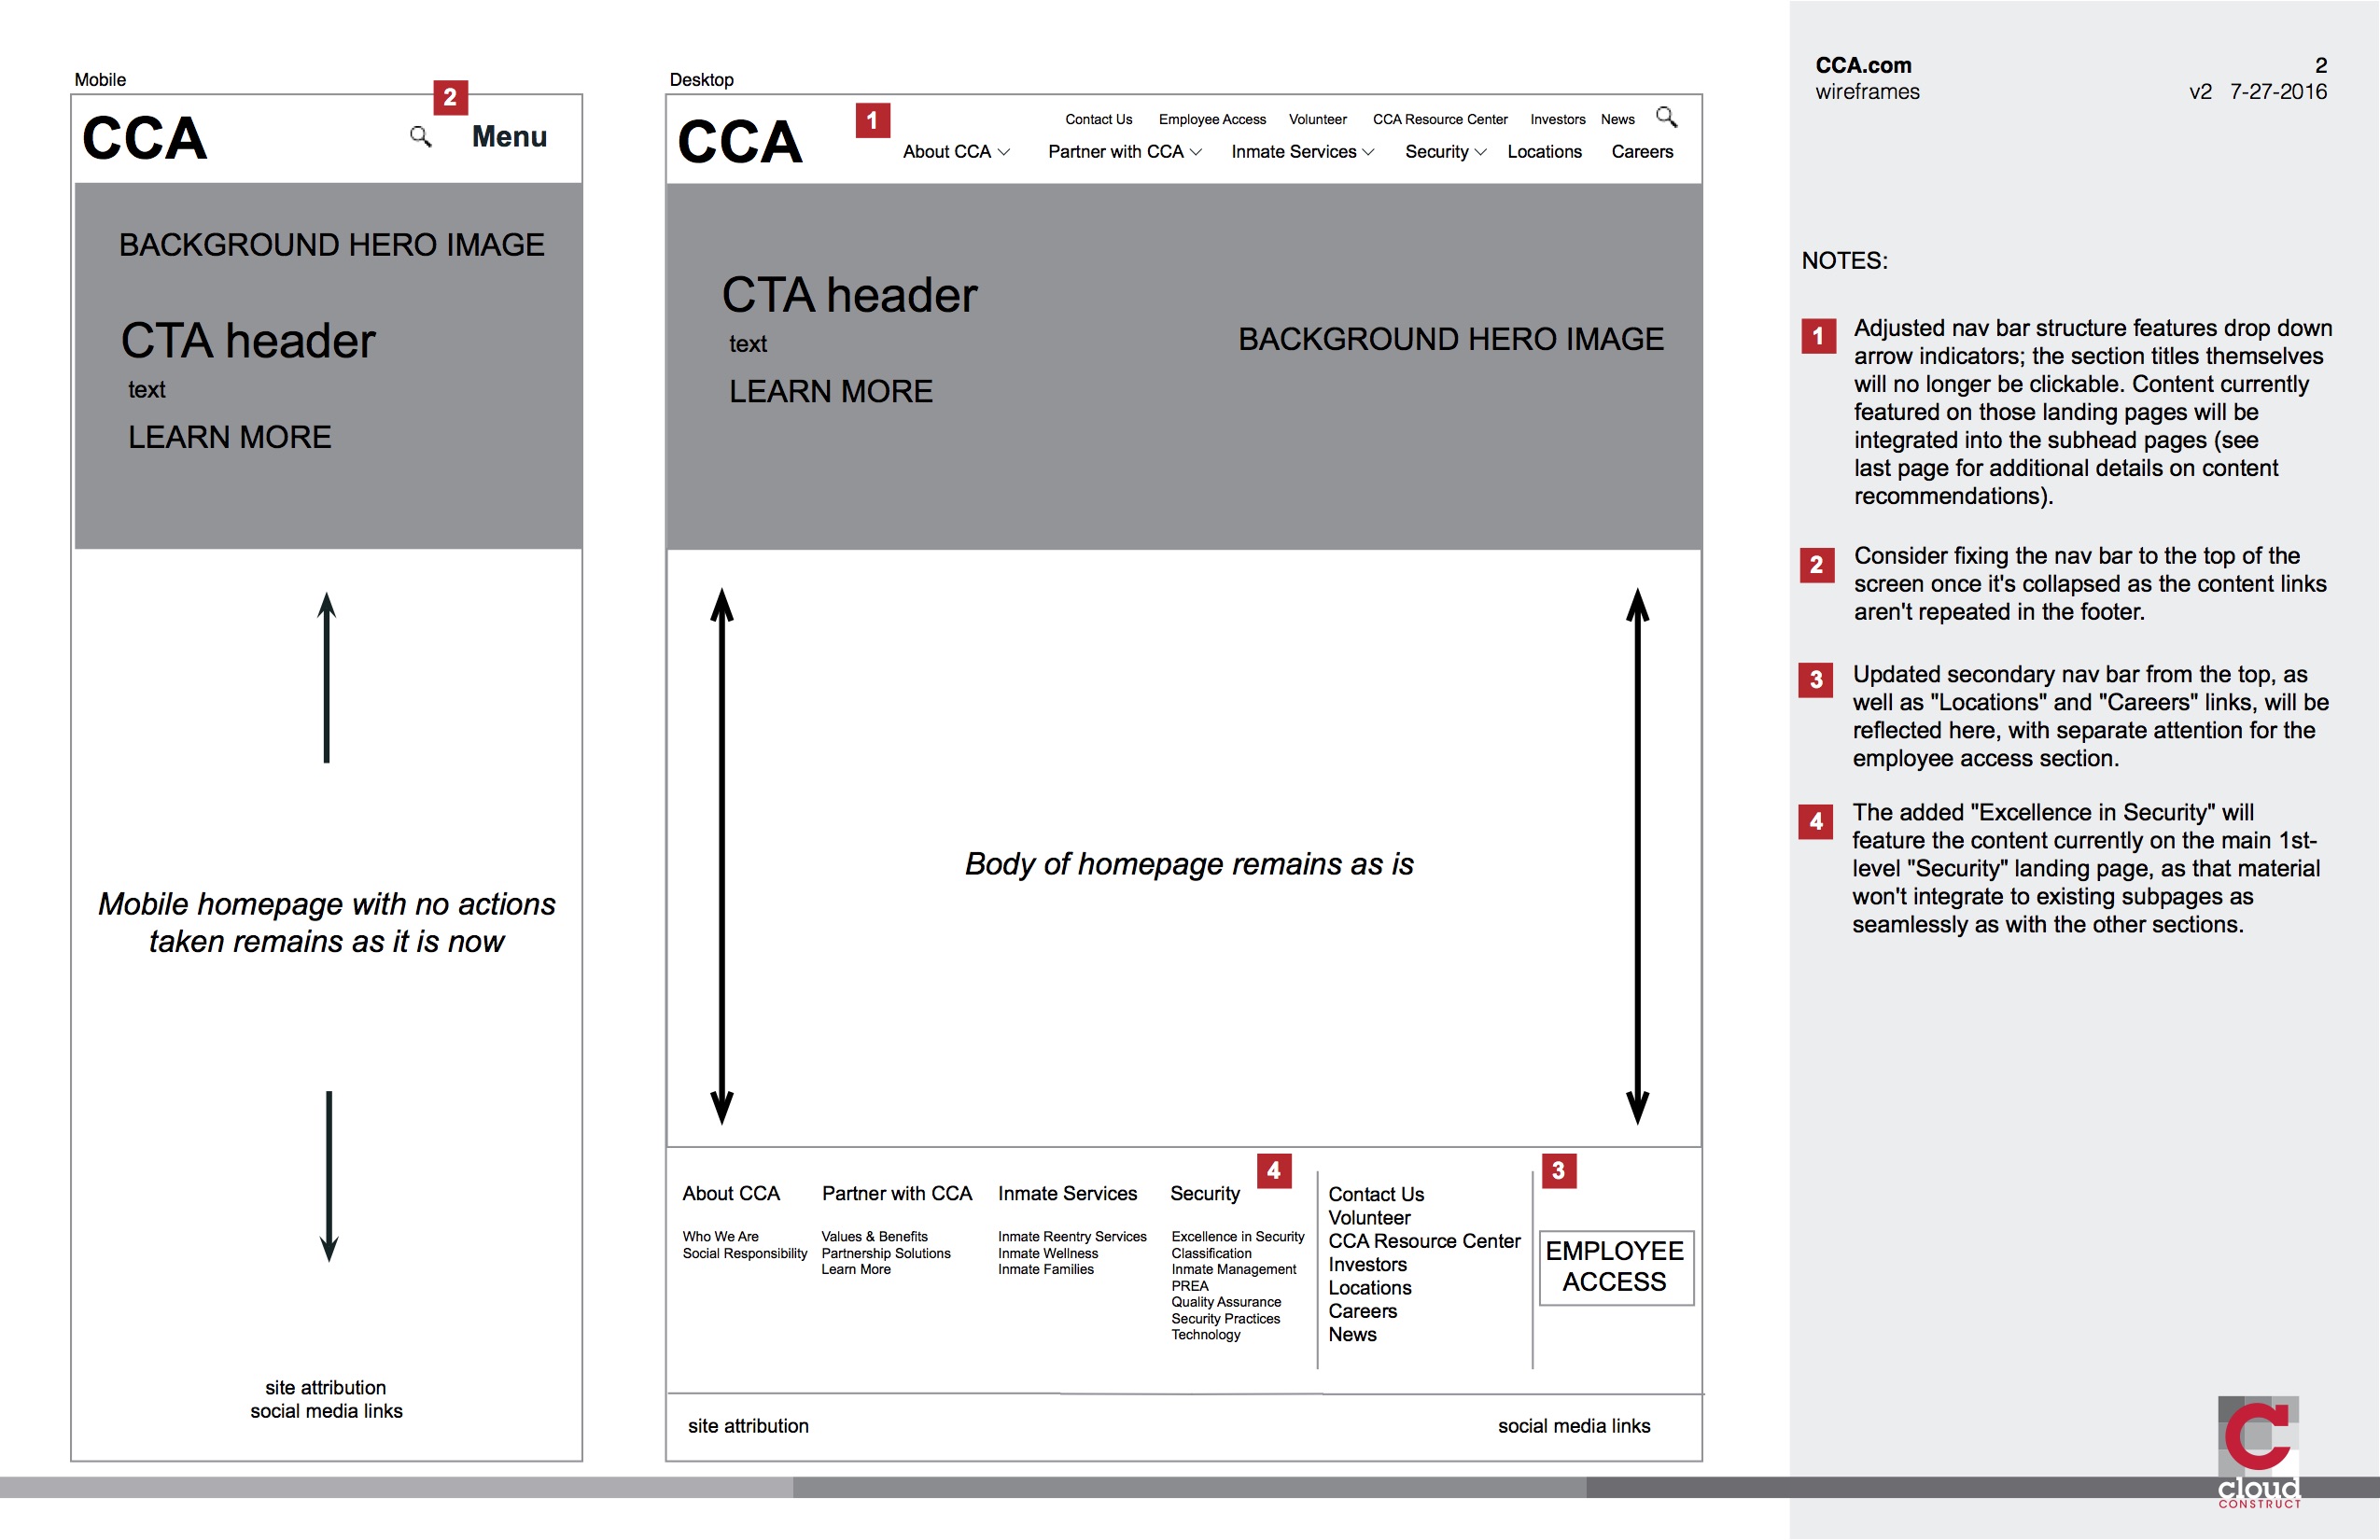 Mobile
2
CCA
Menu
BACKGROUND HERO IMAGE
CTA header
text
LEARN MORE
Mobile homepage with no actions
taken remains as it is now
site attribution
social media links
Desktop
CCA
1
Contact Us Employee Access Volunteer CCA Resource Center Investors News
About CCA Partner with CCA Inmate Services Security Locations Careers
CTA header
text
LEARN MORE
BACKGROUND HERO IMAGE
Body of homepage remains as is
About CCA
Who We Are
Social Responsibility
Partner with CCA
Values & Benefits
Partnership Solutions
Learn More
Inmate Services
Inmate Reentry Services
Inmate Wellness
Inmate Families
4
Security
Excellence in Security
Classification
Inmate Management
PREA
Quality Assurance
Security Practices
Technology
Contact Us
Volunteer
CCA Resource Center
Investors
Locations
Careers
News
3
EMPLOYEE
ACCESS
site attribution
social media links
CCA.com 2
wireframes v2 7-27-2016
NOTES:
1
Adjusted nav bar structure features drop down
arrow indicators; the section titles themselves
will no longer be clickable. Content currently
featured on those landing pages will be
integrated into the subhead pages (see
last page for additional details on content
recommendations).
2
Consider fixing the nav bar to the top of the
screen once it's collapsed as the content links
aren't repeated in the footer.
3
Updated secondary nav bar from the top, as
well as "Locations" and "Careers" links, will be
reflected here, with separate attention for the
employee access section.
4
The added "Excellence in Security" will
feature the content currently on the main 1st-
level "Security" landing page, as that material
won't integrate to existing subpages as
seamlessly as with the other sections.
C
cloud
CONSTRUCT